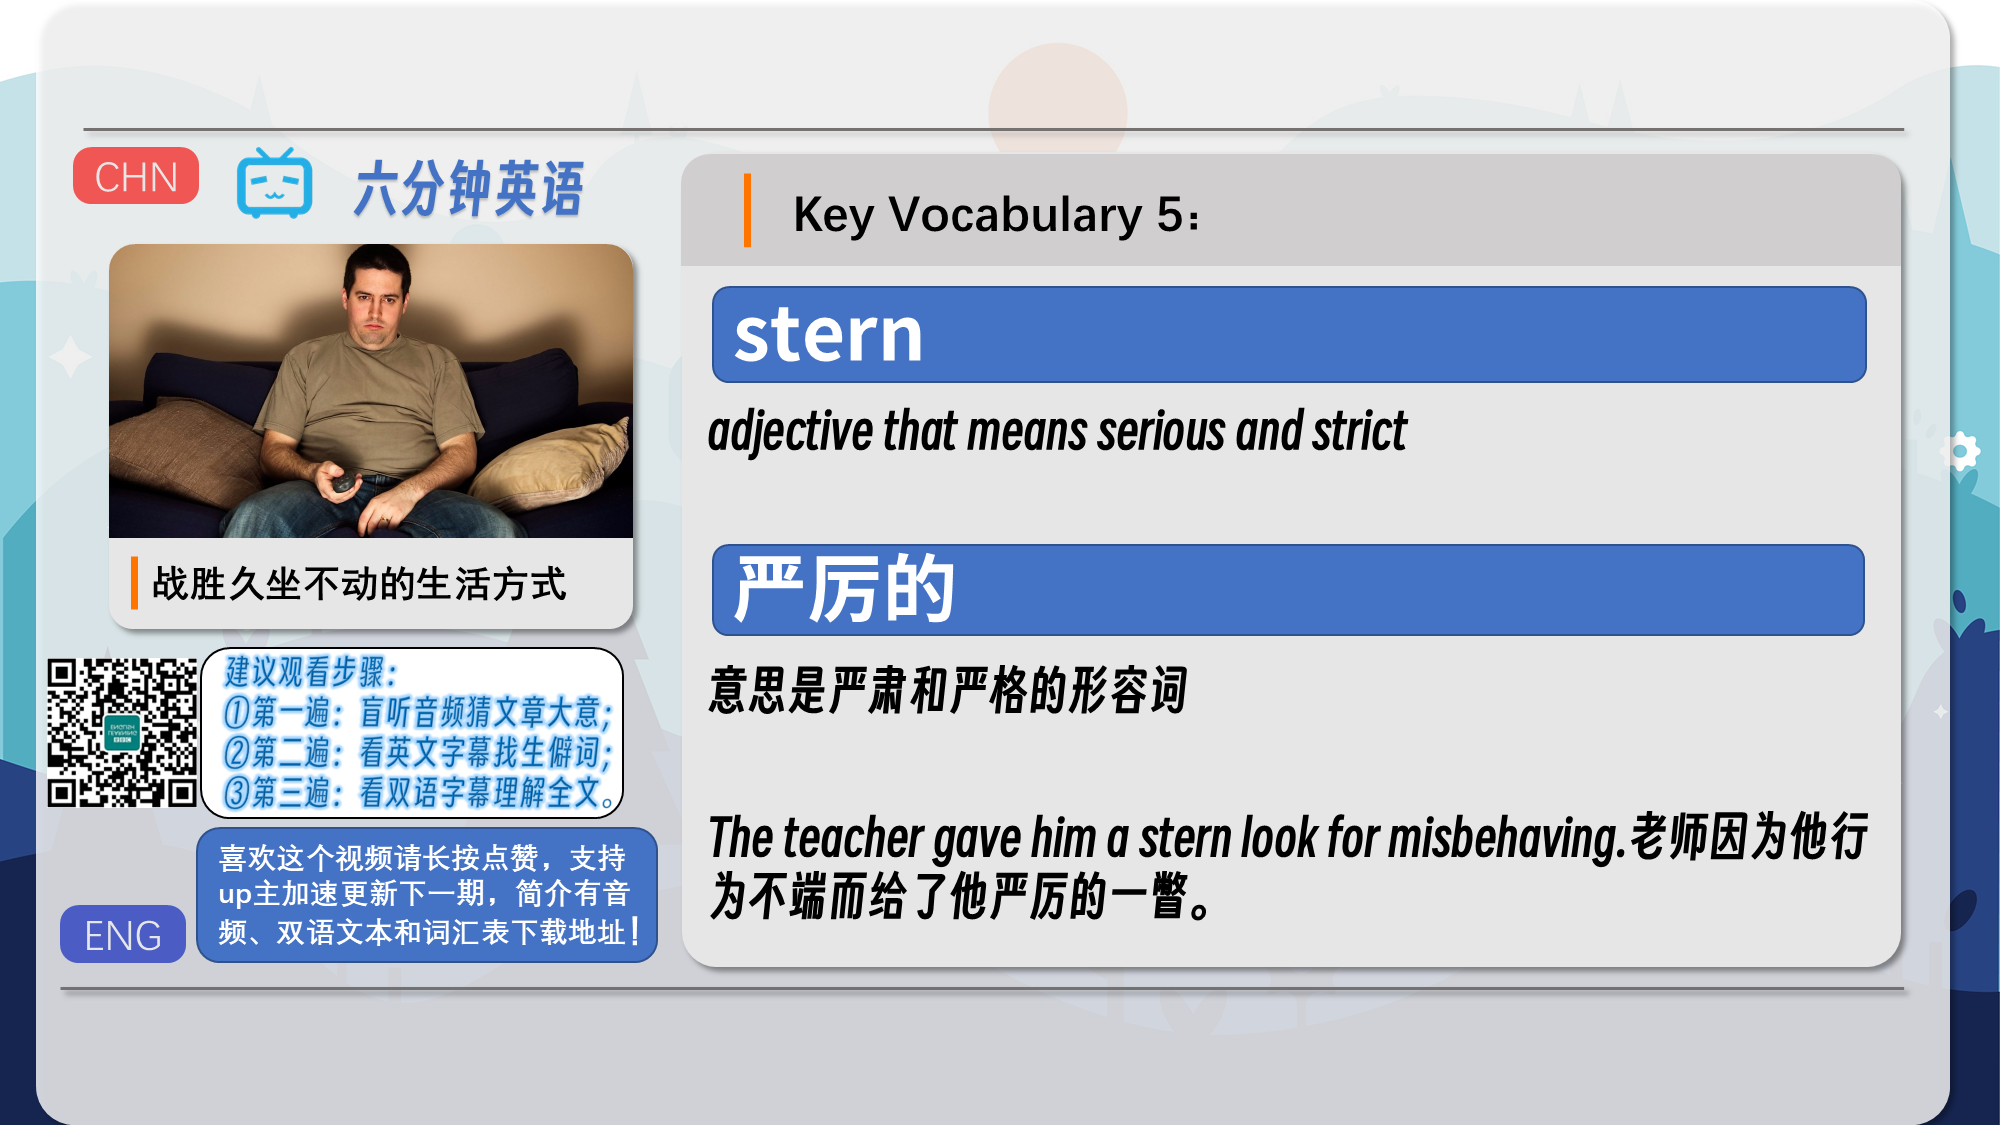 CHN
六分钟英语
战胜久坐不动的生活方式
建议观看步骤：
①第一遍：盲听音频猜文章大意；
②第二遍：看英文字幕找生僻词；
③第三遍：看双语字幕理解全文。
喜欢这个视频请长按点赞，支持
up主加速更新下一期，简介有音
频、双语文本和词汇表下载地址！
ENG
Key Vocabulary 5：
stern
adjective that means serious and strict
严厉的
意思是严肃和严格的形容词
The teacher gave him a stern look for misbehaving.老师因为他行
为不端而给了他严厉的一瞥。